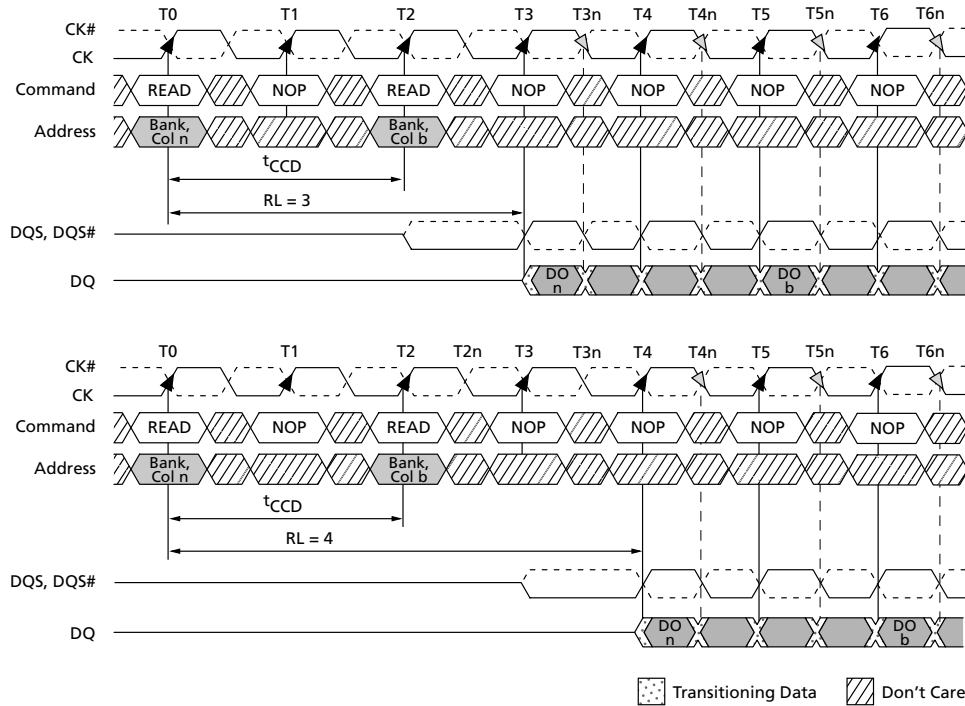 T0 T1 T2 T3 T3n T4 T4n T5 T5n T6 T6n
CK#
CK
Command READ NOP READ NOP NOP NOP NOP
Address Bank, Col n Bank, Col b
tCCD
RL = 3
DQS, DQS#
DQ DO n DO b
T0 T1 T2 T2n T3 T3n T4 T4n T5 T5n T6 T6n
CK#
CK
Command READ NOP READ NOP NOP NOP NOP
Address Bank, Col n Bank, Col b
tCCD
RL = 4
DQS, DQS#
DQ DO n DO b
Transitioning Data Don't Care